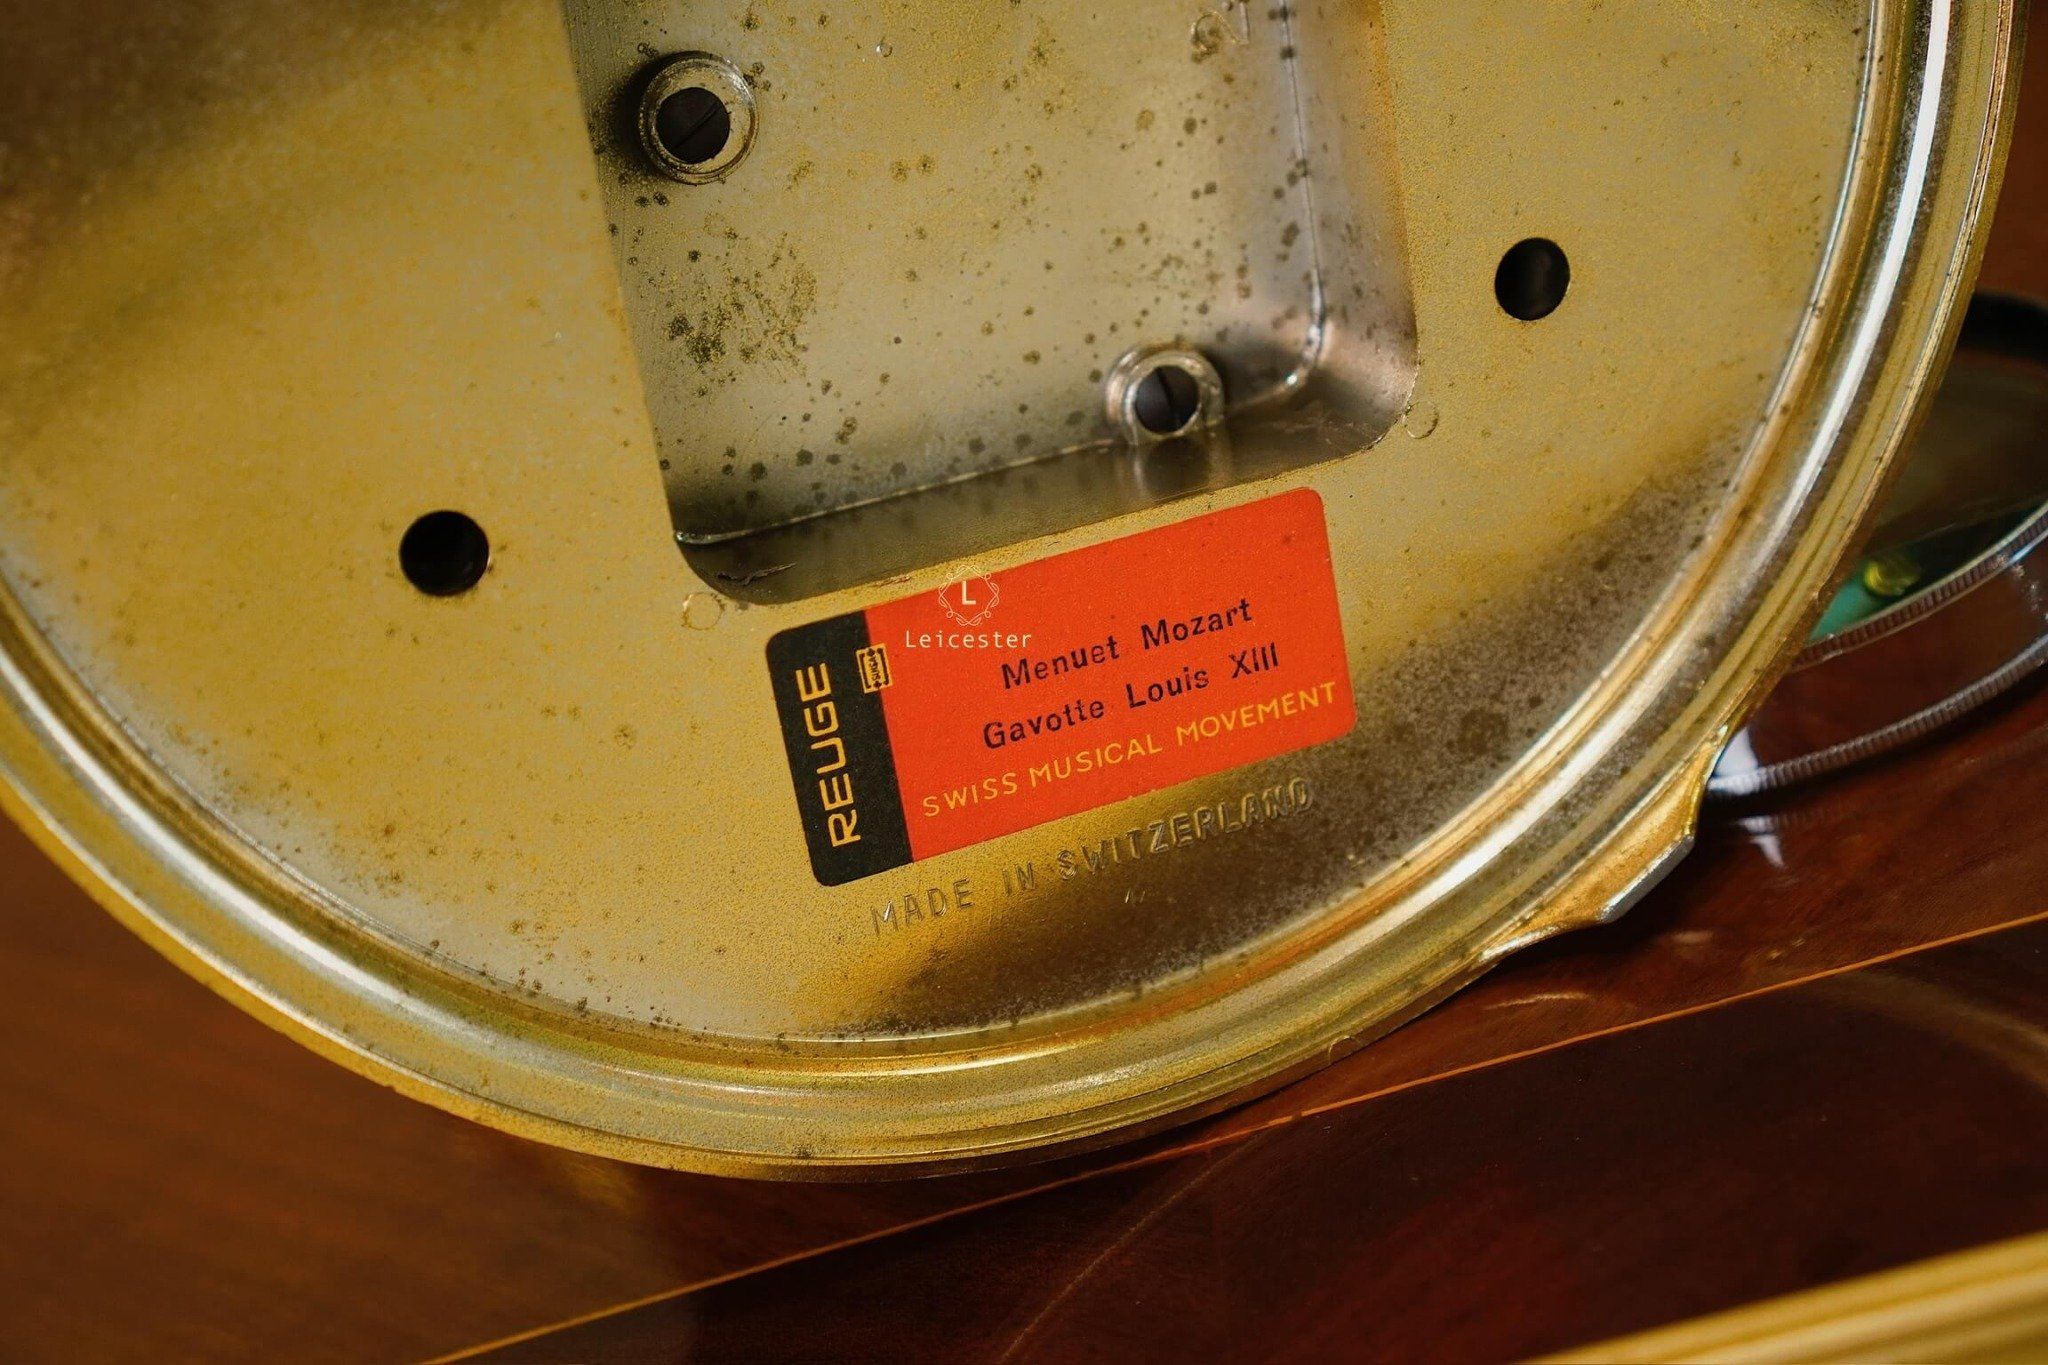 L
Leicester
REUGE
Menuet Mozart
Gavotte Louis XIII
SWISS MUSICAL MOVEMENT
MADE IN SWITZERLAND